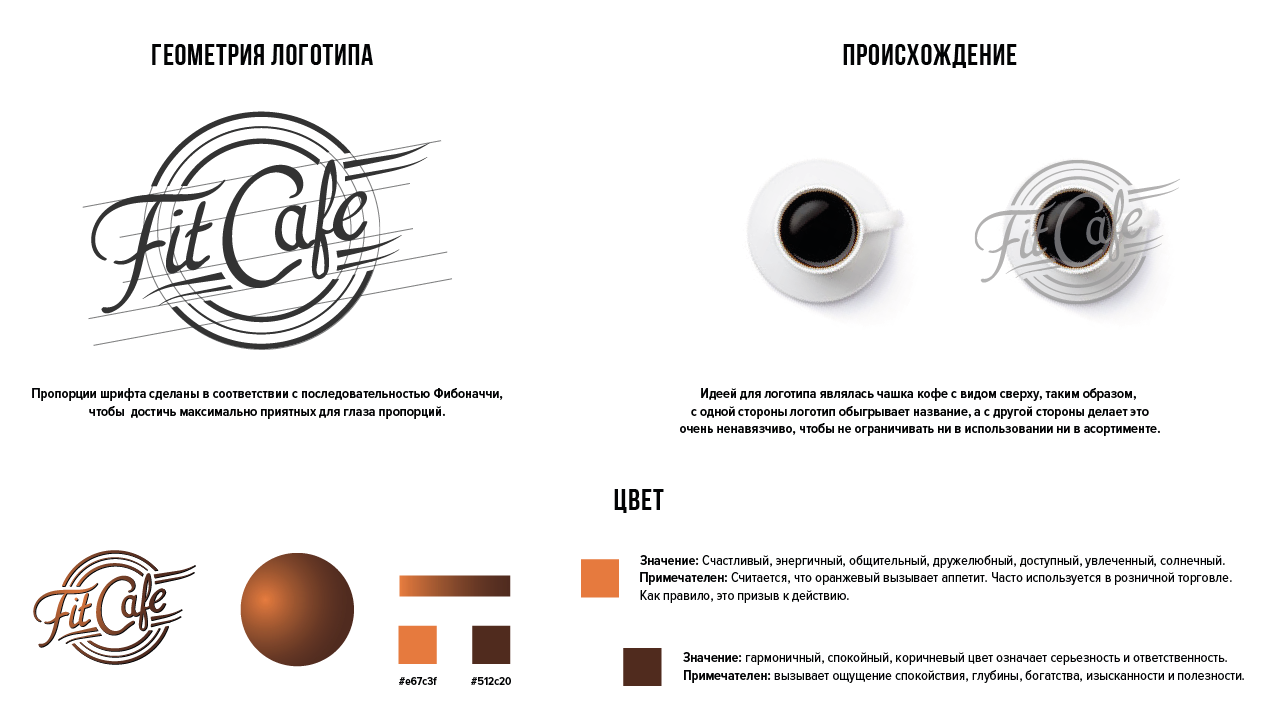 ГЕОМЕТРИЯ ЛОГОТИПА
Fit Cafe
Пропорции шрифта сделаны в соответствии с последовательностью Фибоначчи,
чтобы достичь максимально приятных для глаза пропорций.
ПРОИСХОЖДЕНИЕ
Fit Cafe
Идеей для логотипа являлась чашка кофе с видом сверху, таким образом,
с одной стороны логотип обыгрывает название, а с другой стороны делает это
очень ненавязчиво, чтобы не ограничивать ни в использовании ни в асортименте.
ЦВЕТ
Fit Cafe
#e67c3f
#512c20
Значение: Счастливый, энергичный, общительный, дружелюбный, доступный, увлеченный, солнечный.
Примечателен: Считается, что оранжевый вызывает аппетит. Часто используется в розничной торговле.
Как правило, это призыв к действию.
Значение: гармоничный, спокойный, коричневый цвет означает серьезность и ответственность.
Примечателен: вызывает ощущение спокойствия, глубины, богатства, изысканности и полезности.